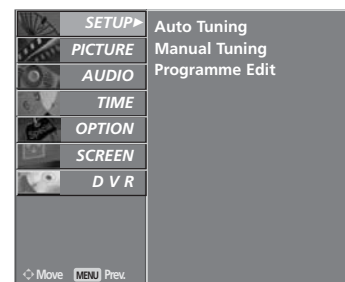 SETUP▶
PICTURE
AUDIO
TIME
OPTION
SCREEN
D V R
Auto Tuning
Manual Tuning
Programme Edit
Move MENU Prev.